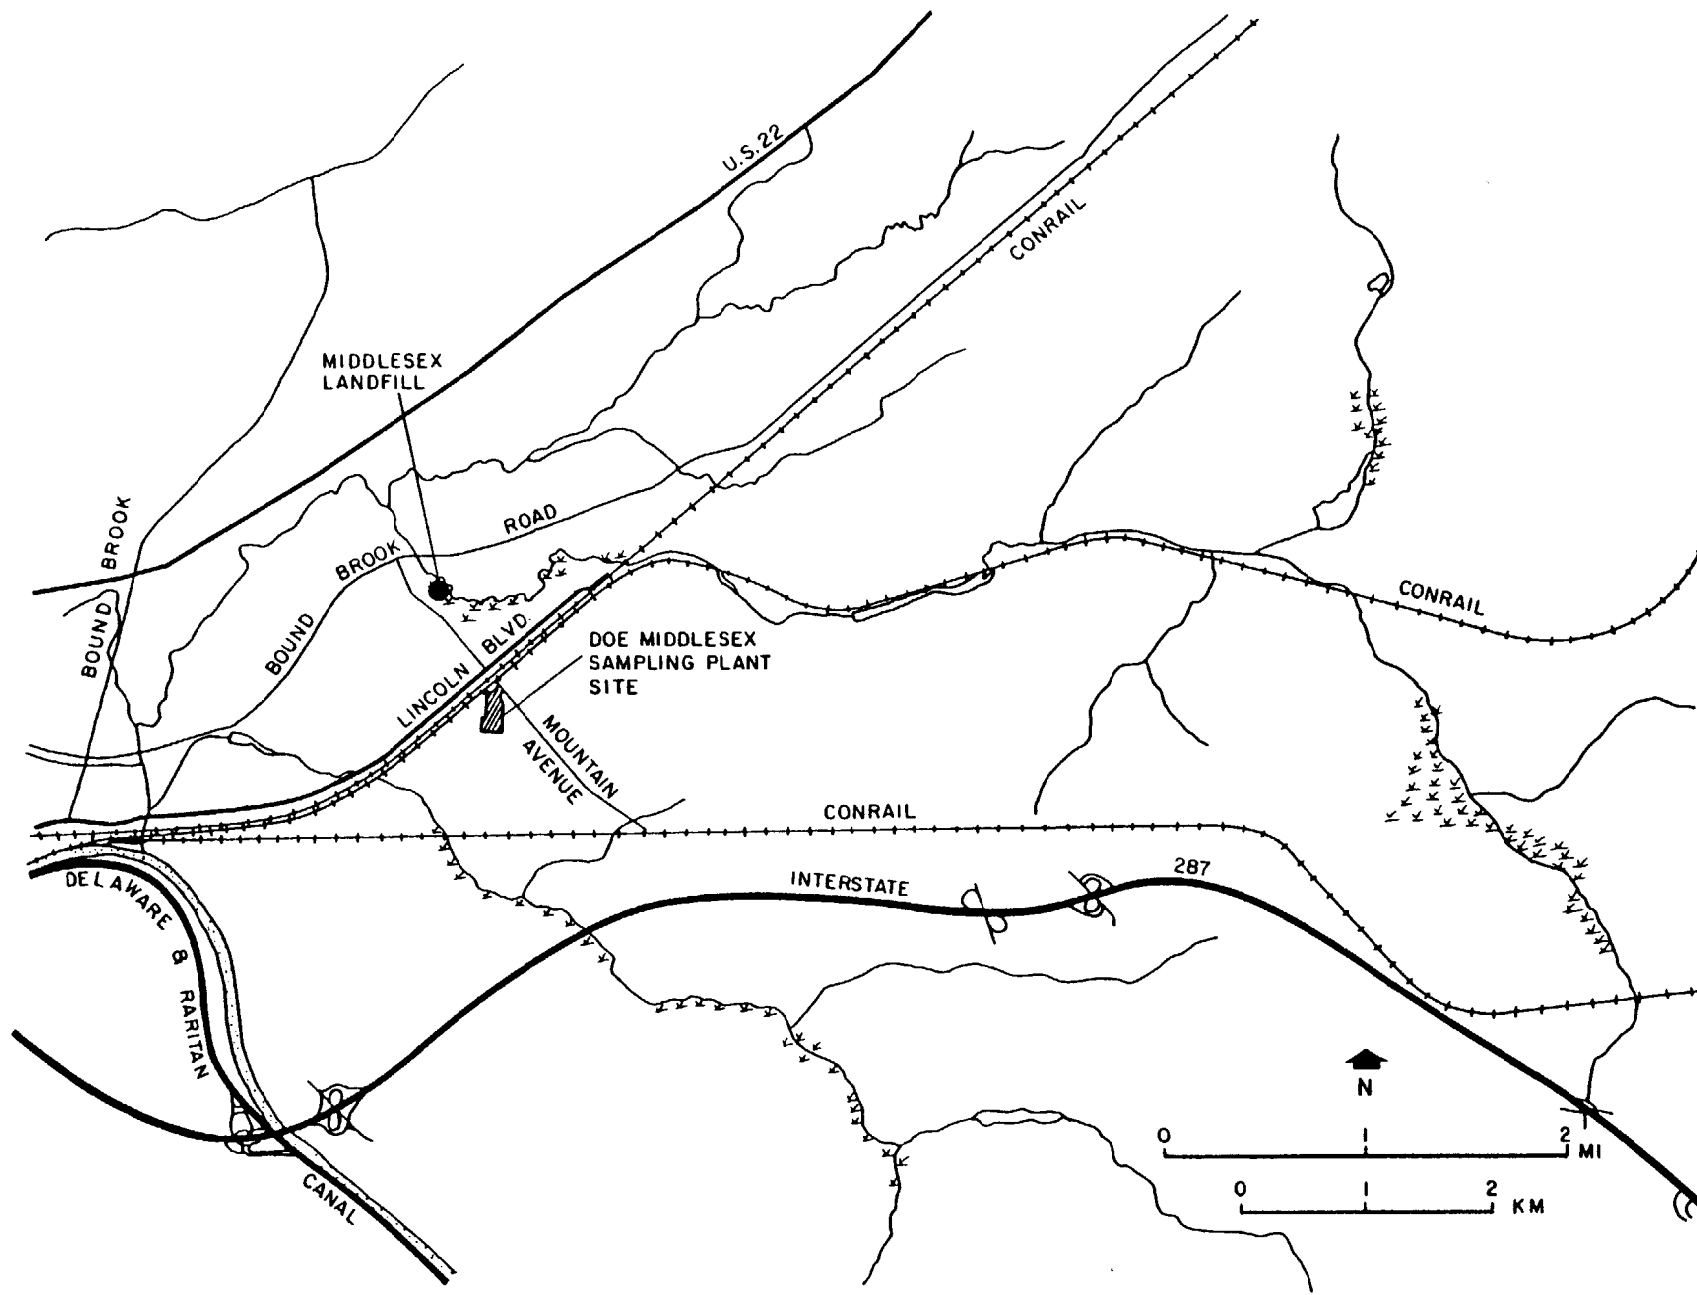 U.S. 22
CONRAIL
MIDDLESEX
LANDFILL
BOUND BROOK
BOUND BROOK ROAD
CONRAIL
LINCOLN BLVD.
DOE MIDDLESEX
SAMPLING PLANT
SITE
MOUNTAIN
AVENUE
CONRAIL
INTERSTATE 287
DELAWARE & RARITAN CANAL
N
0 1 2
MI
0 1 2
KM